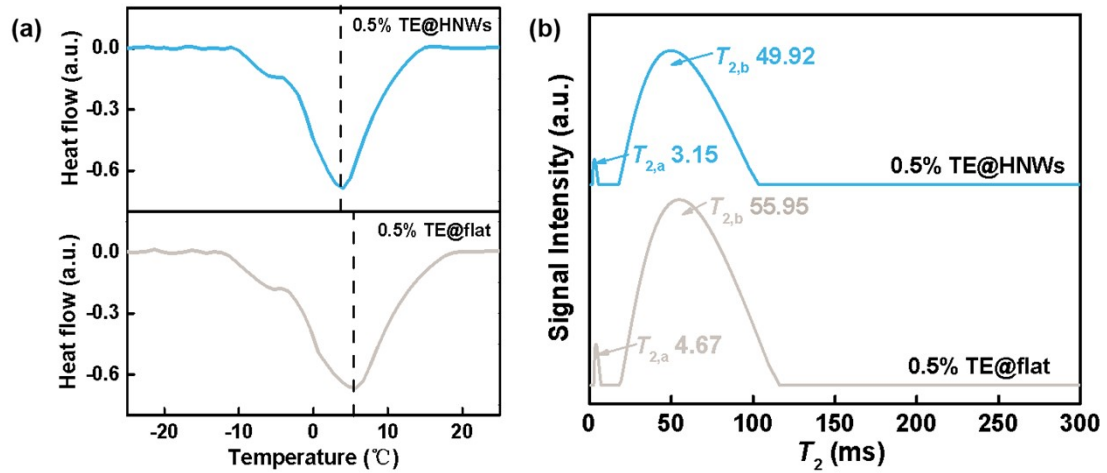 (a)
0.5% TE@HNWs
0.0
-0.3
-0.6
Heat flow (a.u.)
0.5% TE@flat
0.0
-0.3
-0.6
Heat flow (a.u.)
-20 -10 0 10 20
Temperature (℃)
(b)
T2,b 49.92
T2,a 3.15
0.5% TE@HNWs
T2,b 55.95
T2,a 4.67
0.5% TE@flat
Signal Intensity (a.u.)
0 50 100 150 200 250 300
T2 (ms)